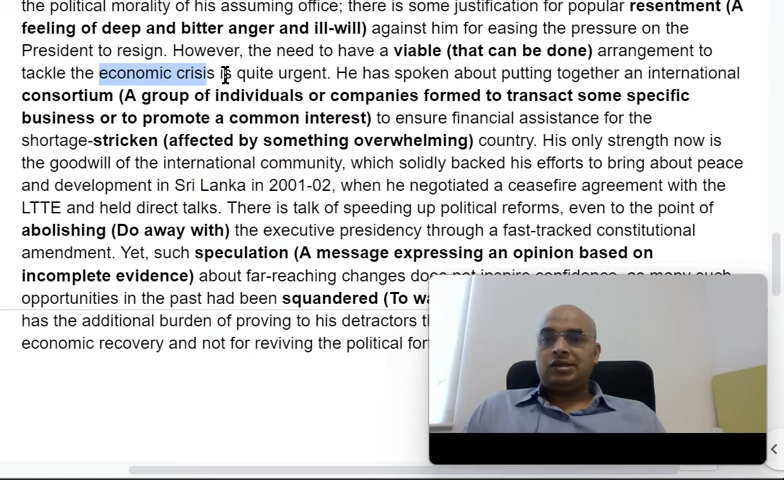 the political morality of his assuming office; there is some justification for popular resentment (A
feeling of deep and bitter anger and ill-will) against him for easing the pressure on the
President to resign. However, the need to have a viable (that can be done) arrangement to
tackle the economic crisis is quite urgent. He has spoken about putting together an international
consortium (A group of individuals or companies formed to transact some specific
business or to promote a common interest) to ensure financial assistance for the
shortage-stricken (affected by something overwhelming) country. His only strength now is
the goodwill of the international community, which solidly backed his efforts to bring about peace
and development in Sri Lanka in 2001-02, when he negotiated a ceasefire agreement with the
LTTE and held direct talks. There is talk of speeding up political reforms, even to the point of
abolishing (Do away with) the executive presidency through a fast-tracked constitutional
amendment. Yet, such speculation (A message expressing an opinion based on
incomplete evidence) about far-reaching changes does not inspire confidence, as many such
opportunities in the past had been squandered (To
has the additional burden of proving to his detractors
economic recovery and not for reviving the political